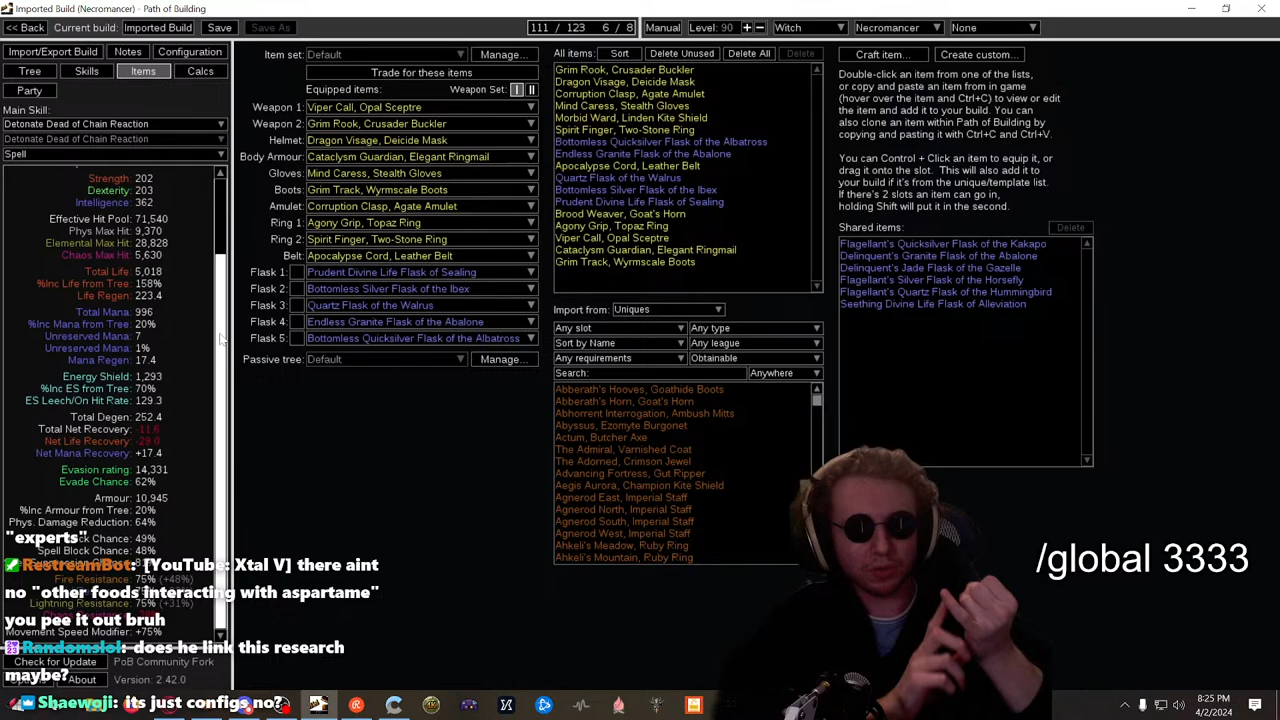 Imported Build (Necromancer) - Path of Building
<< Back
Current build:
Imported Build
Save
Save As
111 / 123
6 / 8
Manual
Level: 90
+
Witch
Necromancer
None
Import/Export Build
Notes
Configuration
Tree
Skills
Items
Calcs
Party
Main Skill:
Detonate Dead of Chain Reaction
Detonate Dead of Chain Reaction
Spell
Strength: 202
Dexterity: 203
Intelligence: 362
Effective Hit Pool: 71,540
Phys Max Hit: 9,370
Elemental Max Hit: 28,828
Chaos Max Hit: 5,630
Total Life: 5,018
%Inc Life from Tree: 158%
Life Regen: 223.4
Total Mana: 996
%Inc Mana from Tree: 20%
Unreserved Mana: 7
Unreserved Mana: 1%
Mana Regen: 17.4
Energy Shield: 1,293
%Inc ES from Tree: 70%
ES Leech/On Hit Rate: 129.3
Total Degen: 252.4
Total Net Recovery: -11.6
Net Life Recovery: -29.0
Net Mana Recovery: +17.4
Evasion rating: 14,331
Evade Chance: 62%
Armour: 10,945
%Inc Armour from Tree: 20%
Phys. Damage Reduction: 64%
Block Chance: 49%
Spell Block Chance: 48%
Fire Resistance: 75% (+48%)
Lightning Resistance: 75% (+31%)
Movement Speed Modifier: +75%
Check for Update
PoB Community Fork
About
Version: 2.42.0
Item set:
Default
Manage...
Trade for these items
Equipped items:
Weapon Set:
I
II
Weapon 1: Viper Call, Opal Sceptre
Weapon 2: Grim Rook, Crusader Buckler
Helmet: Dragon Visage, Deicide Mask
Body Armour: Cataclysm Guardian, Elegant Ringmail
Gloves: Mind Caress, Stealth Gloves
Boots: Grim Track, Wyrmscale Boots
Amulet: Corruption Clasp, Agate Amulet
Ring 1: Agony Grip, Topaz Ring
Ring 2: Spirit Finger, Two-Stone Ring
Belt: Apocalypse Cord, Leather Belt
Flask 1: Prudent Divine Life Flask of Sealing
Flask 2: Bottomless Silver Flask of the Ibex
Flask 3: Quartz Flask of the Walrus
Flask 4: Endless Granite Flask of the Abalone
Flask 5: Bottomless Quicksilver Flask of the Albatross
Passive tree: Default
Manage...
All items:
Sort
Delete Unused
Delete All
Delete
Grim Rook, Crusader Buckler
Dragon Visage, Deicide Mask
Corruption Clasp, Agate Amulet
Mind Caress, Stealth Gloves
Morbid Ward, Linden Kite Shield
Spirit Finger, Two-Stone Ring
Bottomless Quicksilver Flask of the Albatross
Endless Granite Flask of the Abalone
Apocalypse Cord, Leather Belt
Quartz Flask of the Walrus
Bottomless Silver Flask of the Ibex
Prudent Divine Life Flask of Sealing
Brood Weaver, Goat's Horn
Agony Grip, Topaz Ring
Viper Call, Opal Sceptre
Cataclysm Guardian, Elegant Ringmail
Grim Track, Wyrmscale Boots
Import from:
Uniques
Any slot
Any type
Sort by Name
Any league
Any requirements
Obtainable
Search:
Anywhere
Abberath's Hooves, Goathide Boots
Abberath's Horn, Goat's Horn
Abhorrent Interrogation, Ambush Mitts
Abyssus, Ezomyte Burgonet
Actum, Butcher Axe
The Admiral, Varnished Coat
The Adorned, Crimson Jewel
Advancing Fortress, Gut Ripper
Aegis Aurora, Champion Kite Shield
Agnerod East, Imperial Staff
Agnerod North, Imperial Staff
Agnerod South, Imperial Staff
Agnerod West, Imperial Staff
Ahkeli's Meadow, Ruby Ring
Ahkeli's Mountain, Ruby Ring
Craft item...
Create custom...
Double-click an item from one of the lists,
or copy and paste an item from in game
(hover over the item and Ctrl+C) to view or edit
the item and add it to your build. You can
also clone an item within Path of Building by
copying and pasting it with Ctrl+C and Ctrl+V.
You can Control + Click an item to equip it, or
drag it onto the slot. This will also add it to
your build if it's from the unique/template list.
If there's 2 slots an item can go in,
holding Shift will put it in the second.
Shared items:
Delete
Flagellant's Quicksilver Flask of the Kakapo
Delinquent's Granite Flask of the Abalone
Delinquent's Jade Flask of the Gazelle
Flagellant's Silver Flask of the Horsefly
Flagellant's Quartz Flask of the Hummingbird
Seething Divine Life Flask of Alleviation
"experts"
RestreamBot: [YouTube: Xtal V] there aint
no "other foods interacting with aspartame"
you pee it out bruh
Randomslol: does he link this research
maybe?
Shaewoji: its just configs no?
/global 3333
8:25 PM
4/2/2024